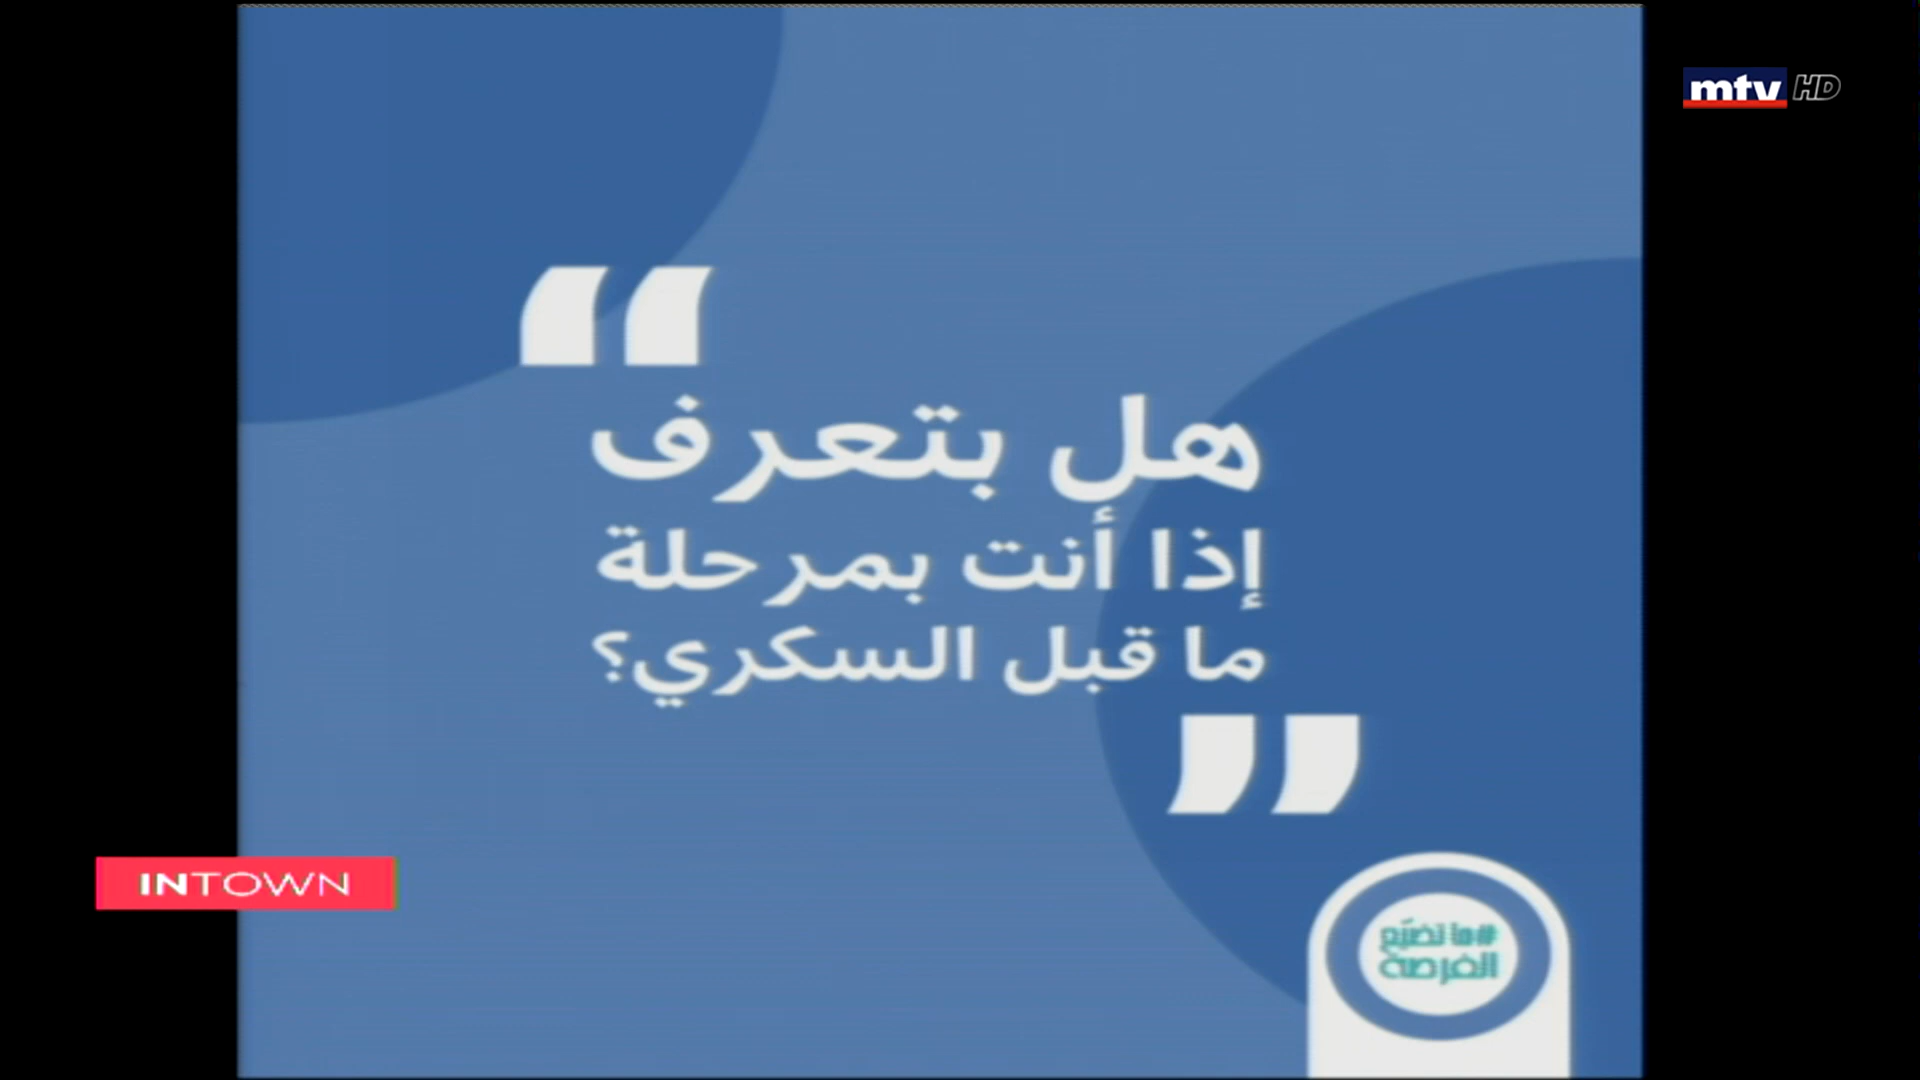 mtv HD
هل بتعرف
إذا أنت بمرحلة
ما قبل السكري؟
INTOWN
#ما تضيّع
الفرصة